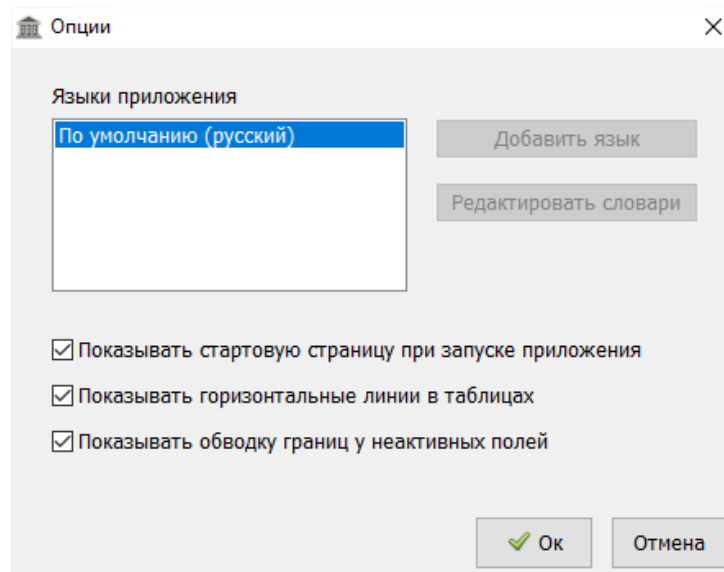 Опции
Языки приложения
По умолчанию (русский)
Добавить язык
Редактировать словари
Показывать стартовую страницу при запуске приложения
Показывать горизонтальные линии в таблицах
Показывать обводку границ у неактивных полей
Ок
Отмена